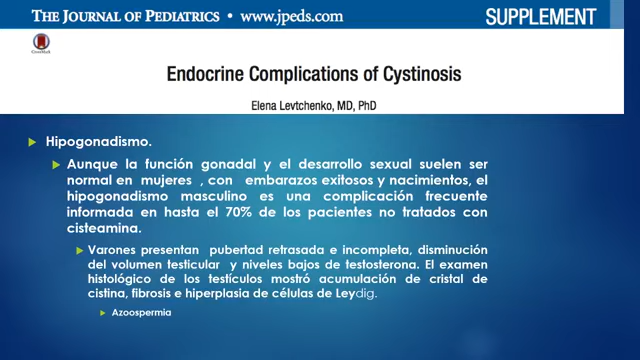 THE JOURNAL OF PEDIATRICS • www.jpeds.com
SUPPLEMENT
CrossMark
Endocrine Complications of Cystinosis
Elena Levtchenko, MD, PhD
Hipogonadismo.
Aunque la función gonadal y el desarrollo sexual suelen ser
normal en mujeres , con embarazos exitosos y nacimientos, el
hipogonadismo masculino es una complicación frecuente
informada en hasta el 70% de los pacientes no tratados con
cisteamina.
Varones presentan pubertad retrasada e incompleta, disminución
del volumen testicular y niveles bajos de testosterona. El examen
histológico de los testículos mostró acumulación de cristal de
cistina, fibrosis e hiperplasia de células de Leydig.
Azoospermia